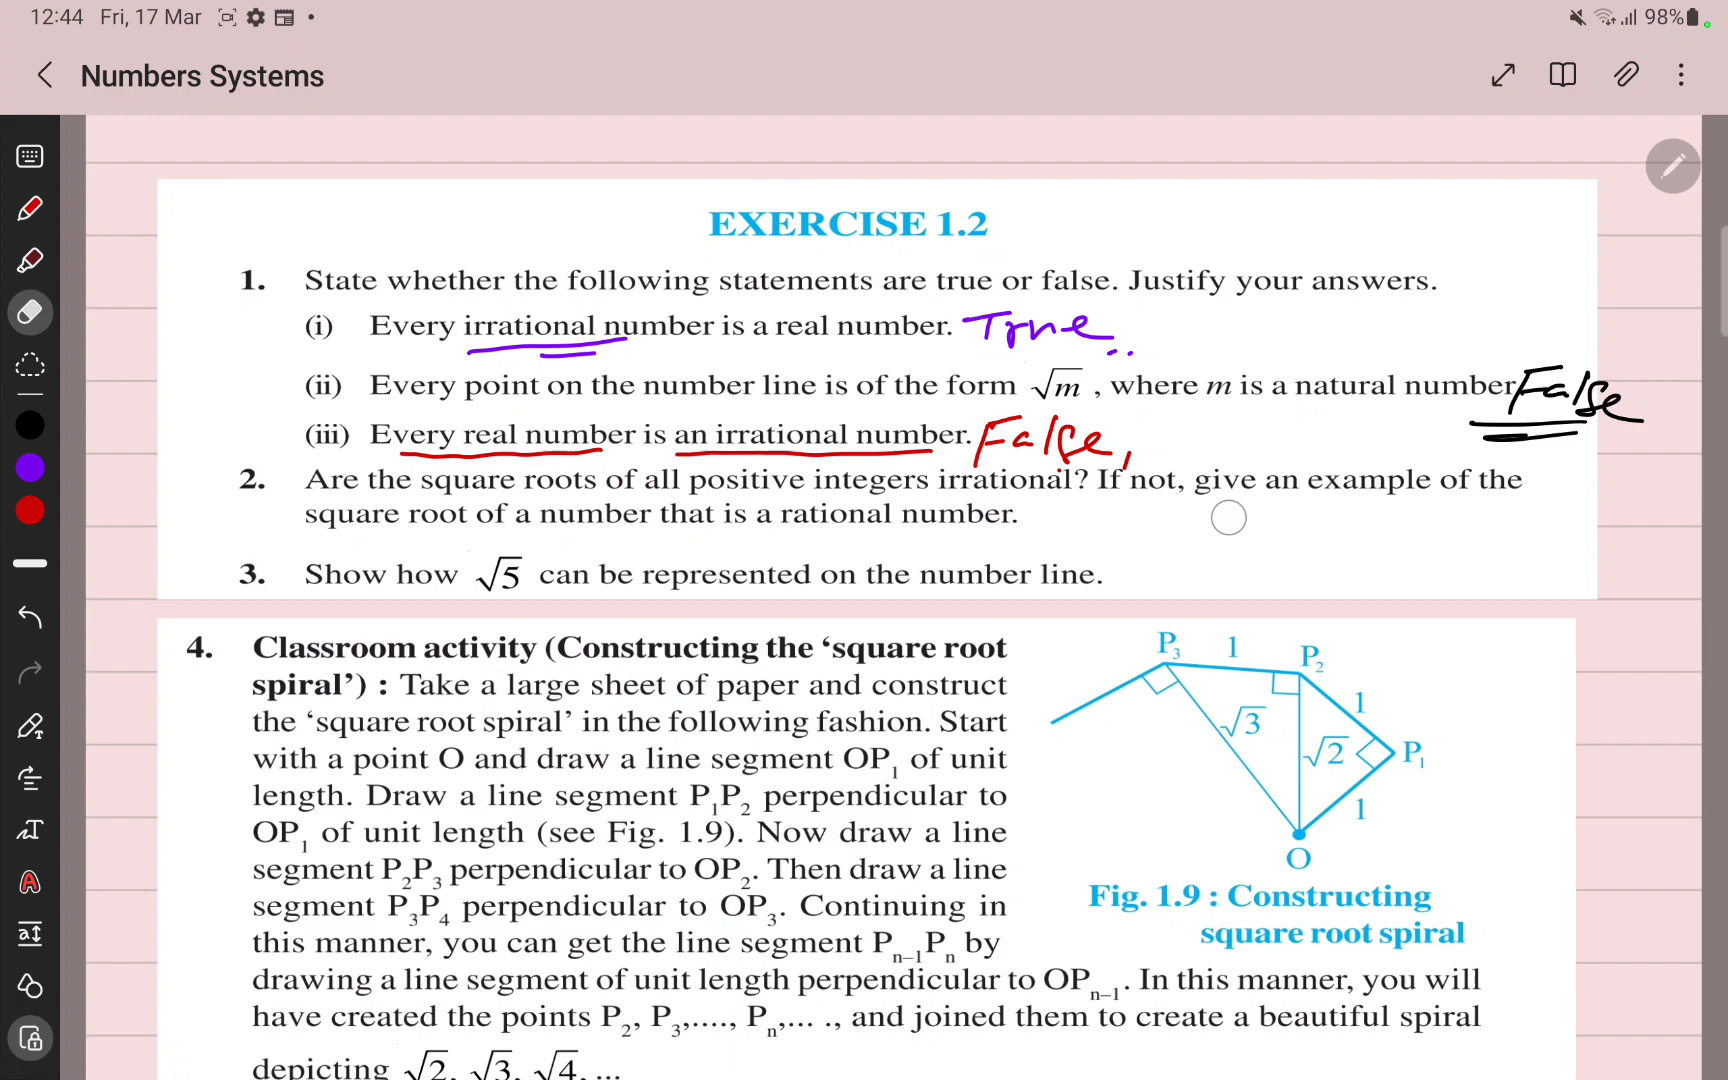 12:44 Fri, 17 Mar 98%
Numbers Systems
EXERCISE 1.2
1. State whether the following statements are true or false. Justify your answers.
(i) Every irrational number is a real number. True
(ii) Every point on the number line is of the form √m , where m is a natural number False
(iii) Every real number is an irrational number. False,
2. Are the square roots of all positive integers irrational? If not, give an example of the
square root of a number that is a rational number.
3. Show how √5 can be represented on the number line.
4. Classroom activity (Constructing the ‘square root
spiral’) : Take a large sheet of paper and construct
the ‘square root spiral’ in the following fashion. Start
with a point O and draw a line segment OP₁ of unit
length. Draw a line segment P₁P₂ perpendicular to
OP₁ of unit length (see Fig. 1.9). Now draw a line
segment P₂P₃ perpendicular to OP₂. Then draw a line
segment P₃P₄ perpendicular to OP₃. Continuing in
this manner, you can get the line segment Pₙ₋₁Pₙ by
drawing a line segment of unit length perpendicular to OPₙ₋₁. In this manner, you will
have created the points P₂, P₃,...., Pₙ,... ., and joined them to create a beautiful spiral
depicting √2, √3, √4, ...
P₃ 1 P₂
1
√3
√2 P₁
1
O
Fig. 1.9 : Constructing
square root spiral